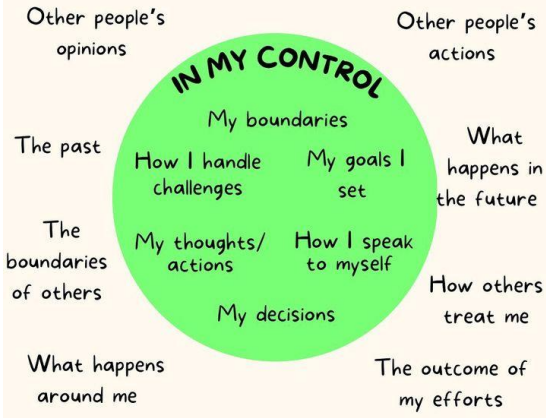 Other people's
opinions
Other people's
actions
IN MY CONTROL
My boundaries
The past
How I handle
challenges
My goals I
set
What
happens in
the future
The
boundaries
of others
My thoughts/
actions
How I speak
to myself
My decisions
How others
treat me
What happens
around me
The outcome of
my efforts